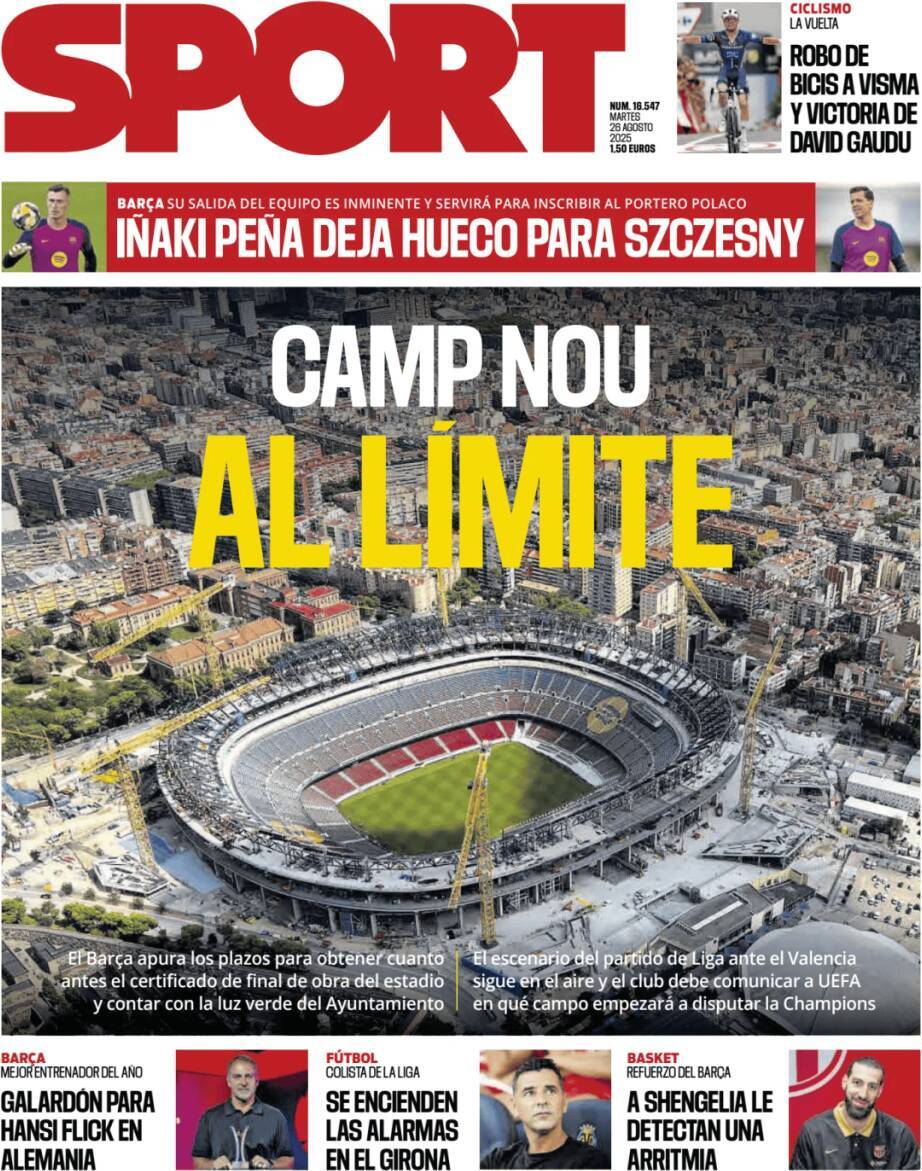 SPORT
NUM. 16.547
MARTES
26 AGOSTO
2025
1,50 EUROS
CICLISMO
LA VUELTA
ROBO DE
BICIS A VISMA
Y VICTORIA DE
DAVID GAUDU
BARÇA SU SALIDA DEL EQUIPO ES INMINENTE Y SERVIRÁ PARA INSCRIBIR AL PORTERO POLACO
IÑAKI PEÑA DEJA HUECO PARA SZCZESNY
CAMP NOU
AL LÍMITE
El Barça apura los plazos para obtener cuanto
antes el certificado de final de obra del estadio
y contar con la luz verde del Ayuntamiento
El escenario del partido de Liga ante el Valencia
sigue en el aire y el club debe comunicar a UEFA
en qué campo empezará a disputar la Champions
BARÇA
MEJOR ENTRENADOR DEL AÑO
GALARDÓN PARA
HANSI FLICK EN
ALEMANIA
FÚTBOL
COLISTA DE LA LIGA
SE ENCIENDEN
LAS ALARMAS
EN EL GIRONA
BASKET
REFUERZO DEL BARÇA
A SHENGELIA LE
DETECTAN UNA
ARRITMIA